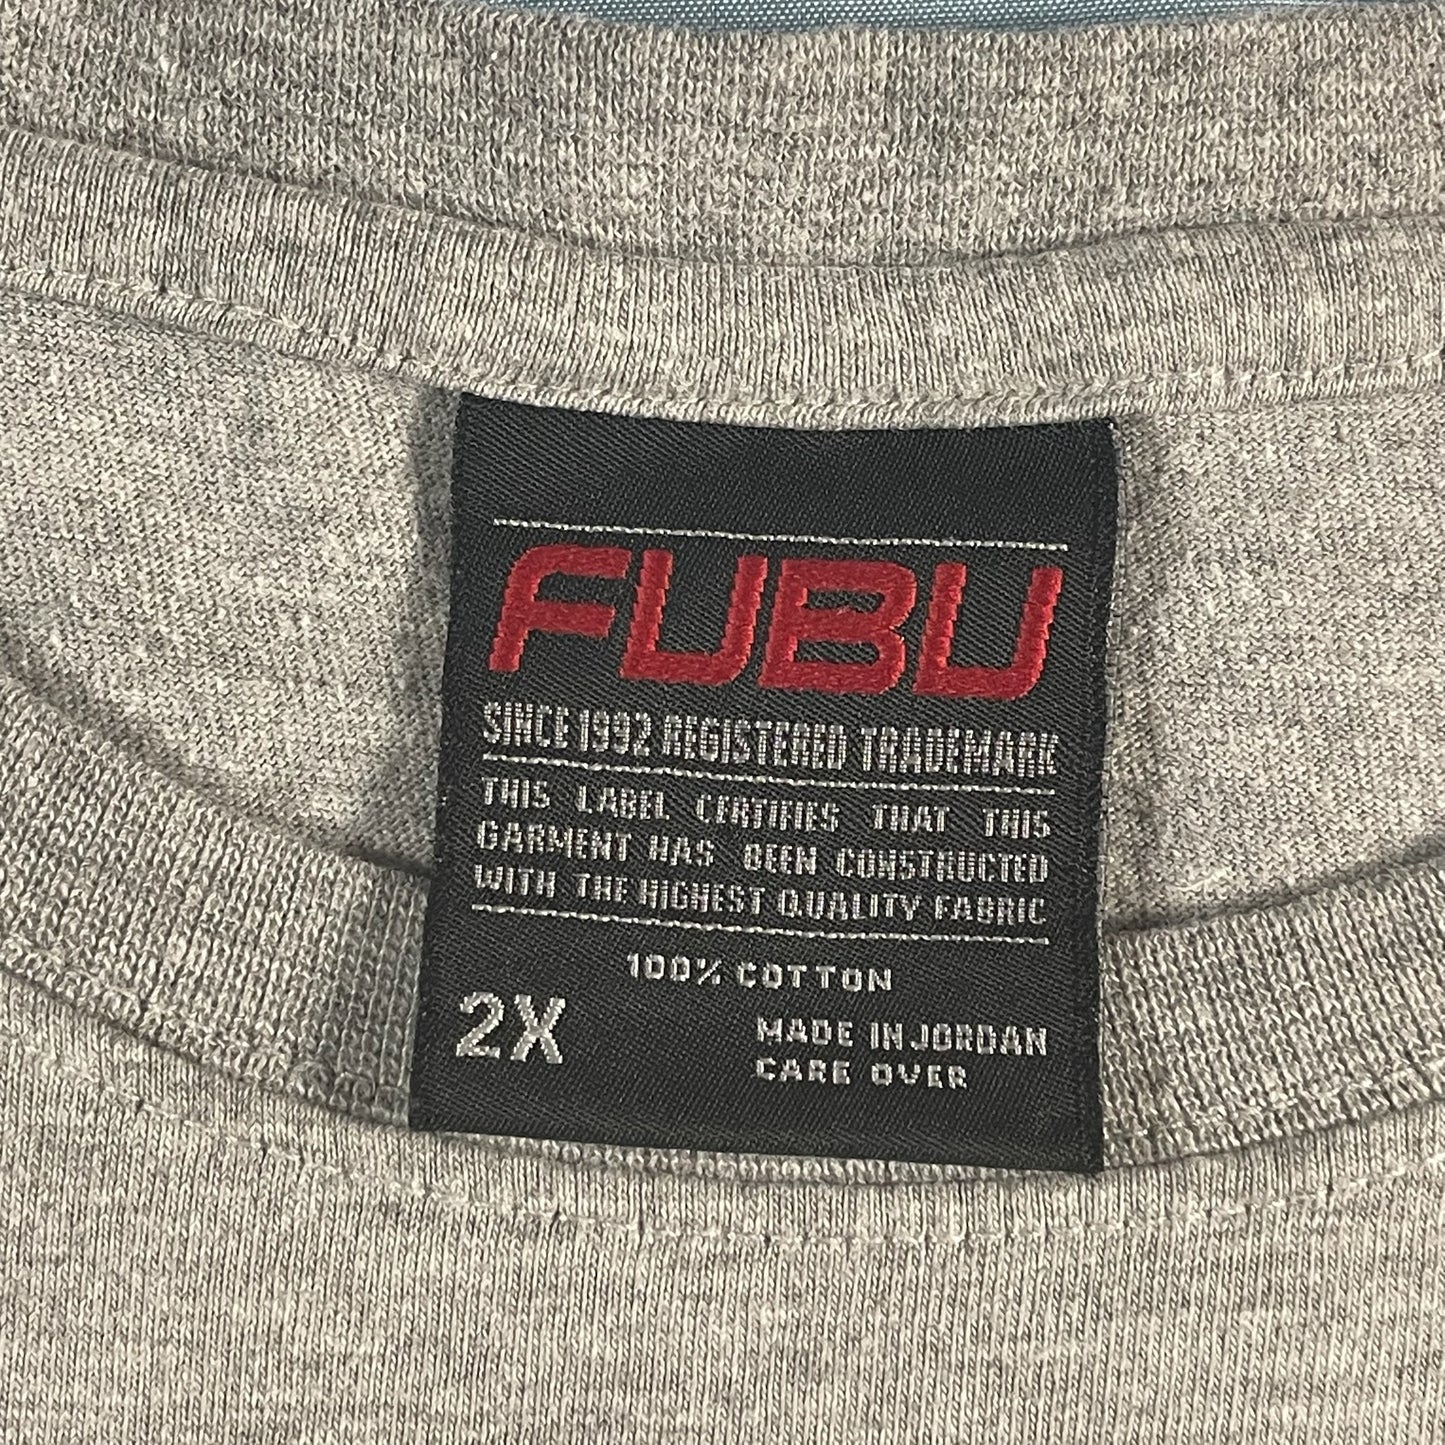 FUBU
SINCE 1992 REGISTERED TRADEMARK
THIS LABEL CERTIFIES THAT THIS
GARMENT HAS BEEN CONSTRUCTED
WITH THE HIGHEST QUALITY FABRIC
100% COTTON
2X
MADE IN JORDAN
CARE OVER